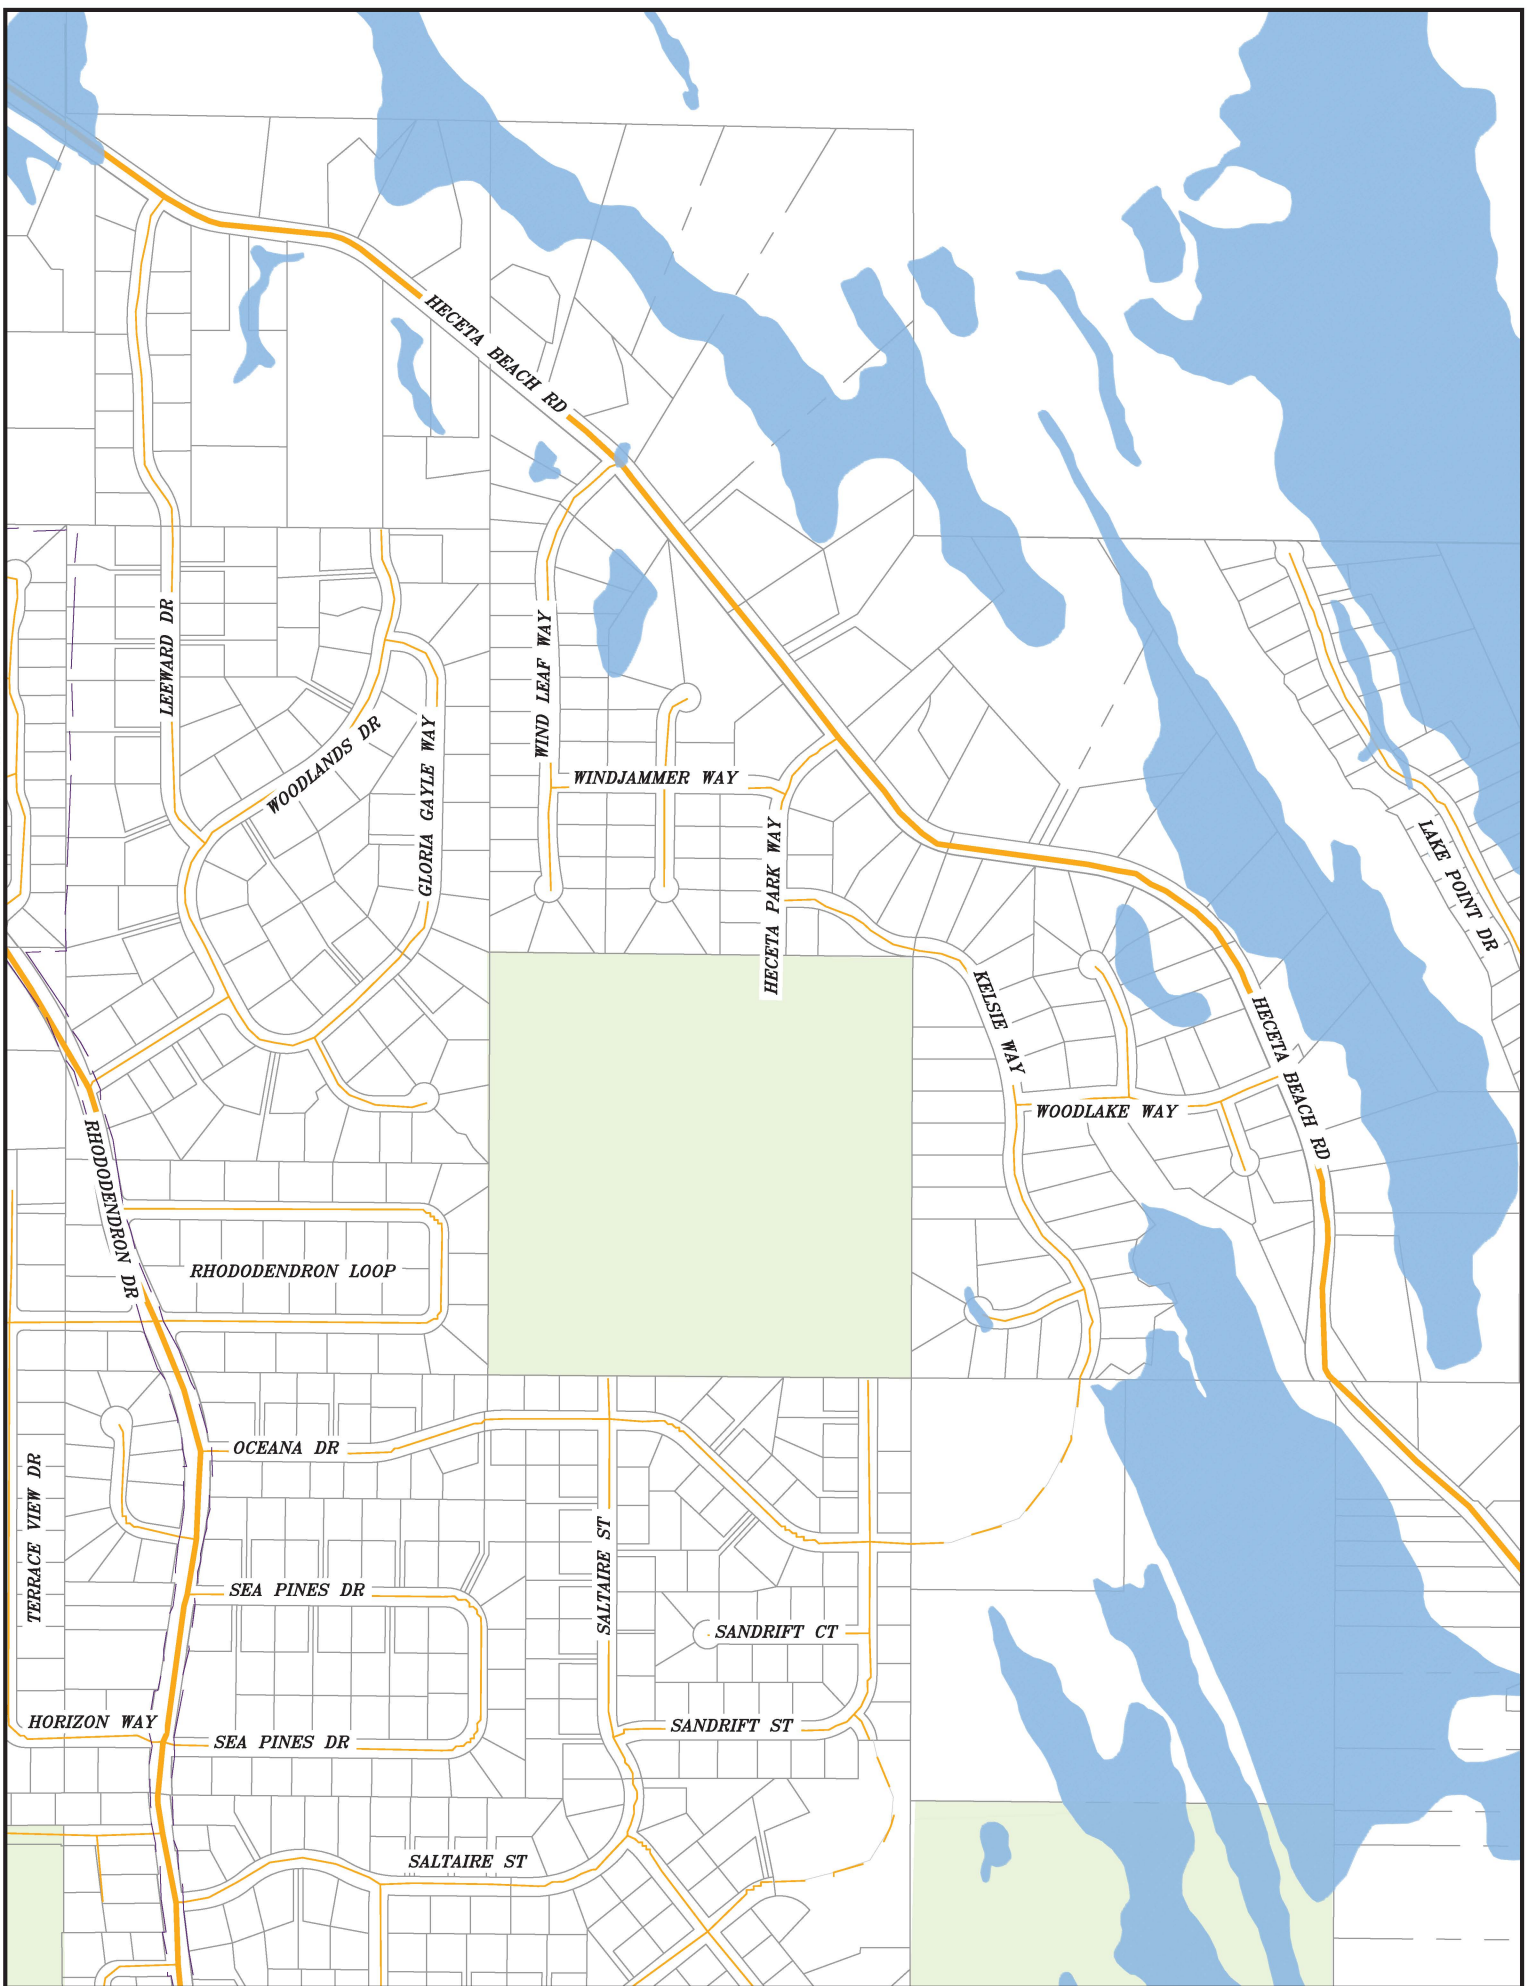 HECETA BEACH RD
LEEWARD DR
WIND LEAF WAY
WOODLANDS DR
GLORIA GAYLE WAY
WINDJAMMER WAY
HECETA PARK WAY
LAKE POINT DR
KELSIE WAY
HECETA BEACH RD
WOODLAKE WAY
RHODODENDRON DR
RHODODENDRON LOOP
OCEANA DR
TERRACE VIEW DR
SALTAIRE ST
SEA PINES DR
SANDRIFT CT
HORIZON WAY
SANDRIFT ST
SEA PINES DR
SALTAIRE ST